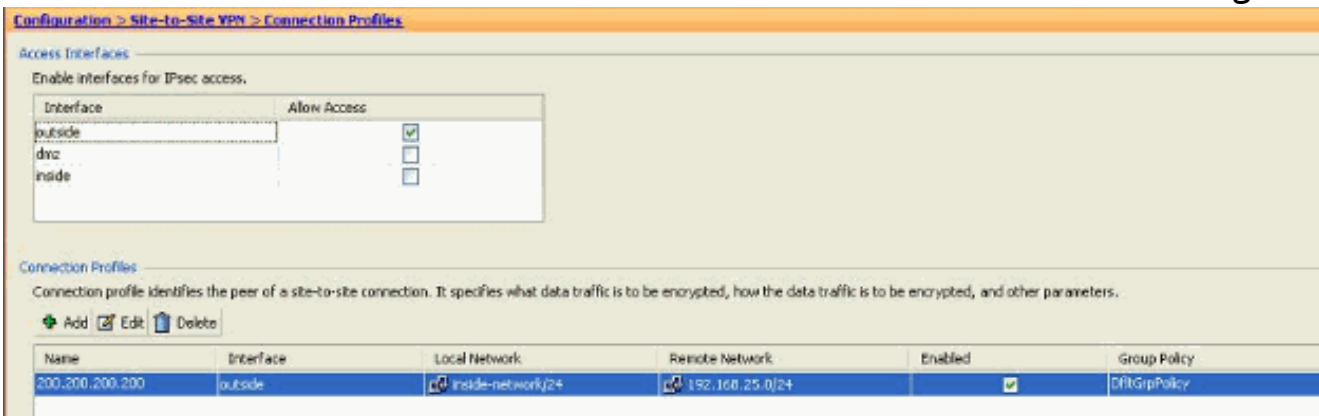 Configuration > Site-to-Site VPN > Connection Profiles
Access Interfaces
Enable interfaces for IPsec access.
Interface Allow Access
outside
dmz
inside
Connection Profiles
Connection profile identifies the peer of a site-to-site connection. It specifies what data traffic is to be encrypted, how the data traffic is to be encrypted, and other parameters.
Add Edit Delete
Name Interface Local Network Remote Network Enabled Group Policy
200.200.200.200 outside inside-network/24 192.168.25.0/24 DfltGrpPolicy